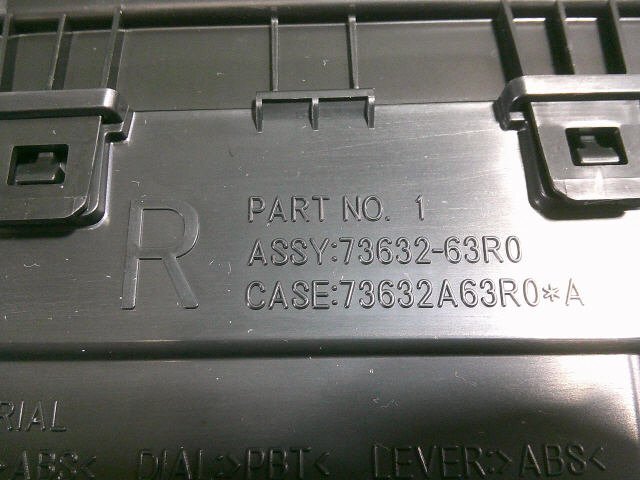 R
PART NO. 1
ASSY:73632-63R0
CASE:73632A63R0*A
RIAL
>ABS< DIAL:>PBT< LEVER:>ABS<